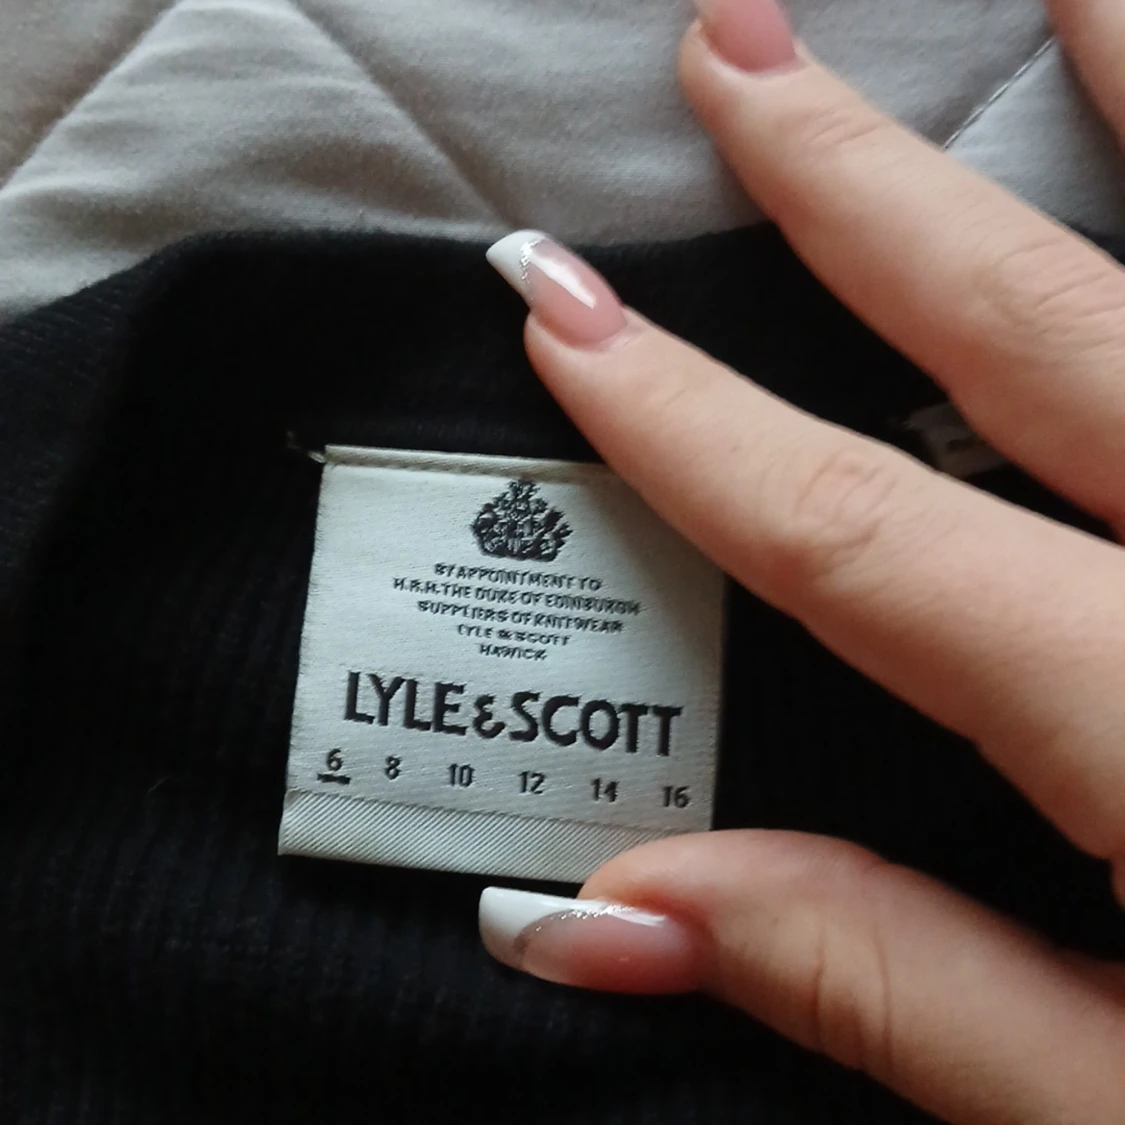 BY APPOINTMENT TO
H.R.H. THE DUKE OF EDINBURGH
SUPPLIERS OF KNITWEAR
LYLE & SCOTT
HAWICK
LYLE & SCOTT
6 8 10 12 14 16